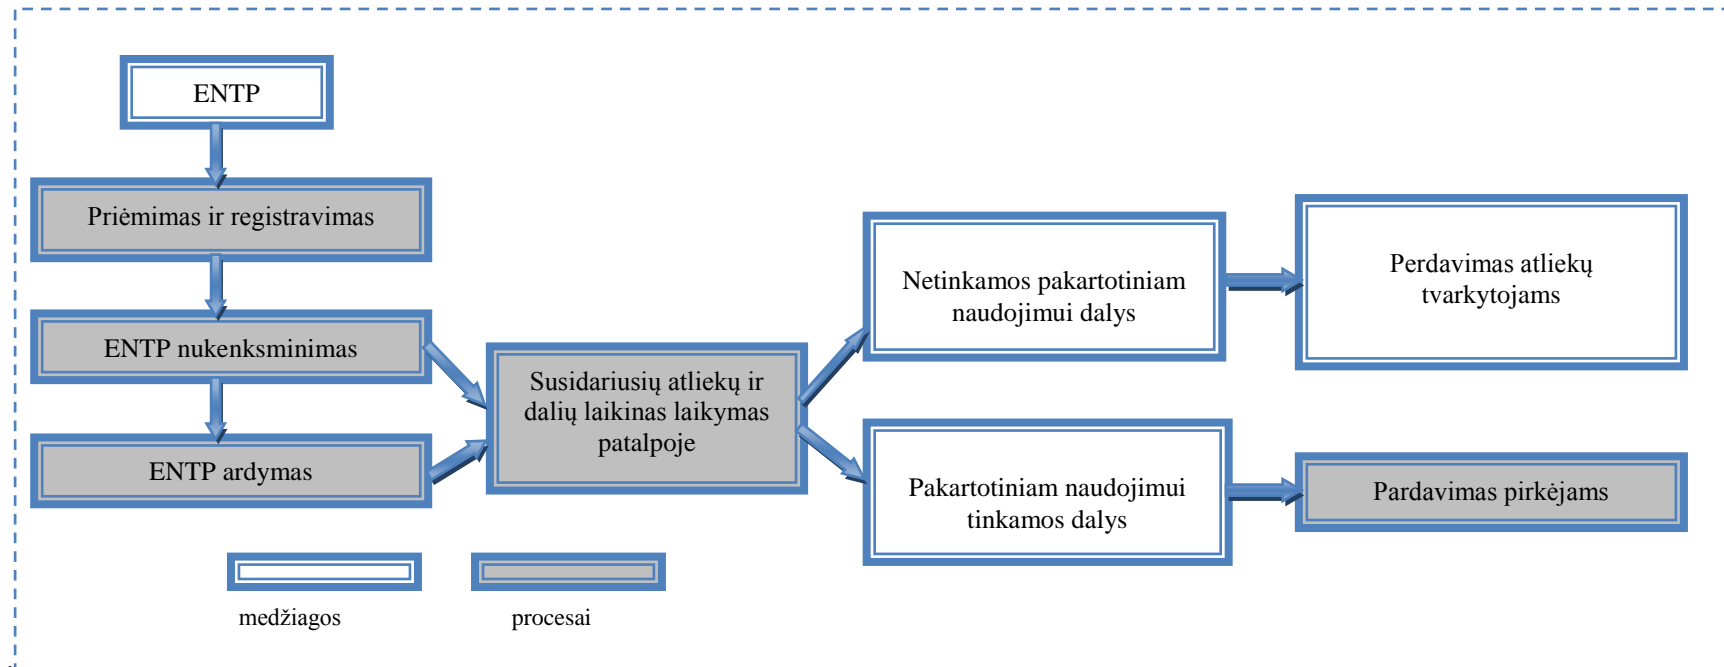 ENTP
Priėmimas ir registravimas
ENTP nukenksminimas
ENTP ardymas
Susidariusių atliekų ir
dalių laikinas laikymas
patalpoje
Netinkamos pakartotiniam
naudojimui dalys
Perdavimas atliekų
tvarkytojams
Pakartotiniam naudojimui
tinkamos dalys
Pardavimas pirkėjams
medžiagos
procesai